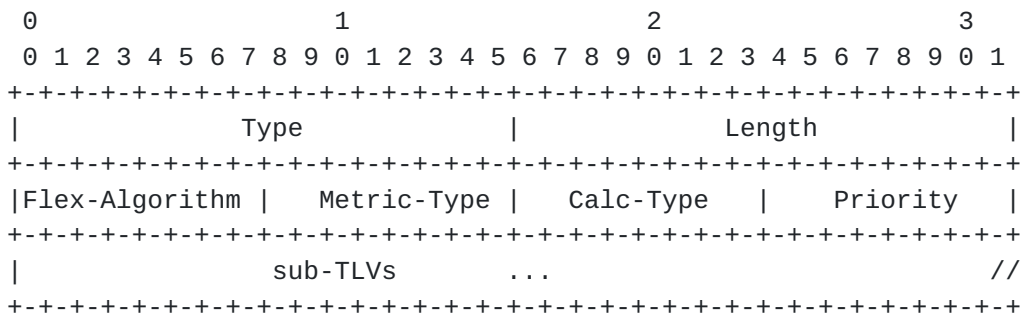 0                   1                   2                   3
 0 1 2 3 4 5 6 7 8 9 0 1 2 3 4 5 6 7 8 9 0 1 2 3 4 5 6 7 8 9 0 1
+-+-+-+-+-+-+-+-+-+-+-+-+-+-+-+-+-+-+-+-+-+-+-+-+-+-+-+-+-+-+-+-+
|              Type             |             Length            |
+-+-+-+-+-+-+-+-+-+-+-+-+-+-+-+-+-+-+-+-+-+-+-+-+-+-+-+-+-+-+-+-+
|Flex-Algorithm |   Metric-Type |   Calc-Type   |    Priority   |
+-+-+-+-+-+-+-+-+-+-+-+-+-+-+-+-+-+-+-+-+-+-+-+-+-+-+-+-+-+-+-+-+
|                sub-TLVs       ...                            //
+-+-+-+-+-+-+-+-+-+-+-+-+-+-+-+-+-+-+-+-+-+-+-+-+-+-+-+-+-+-+-+-+